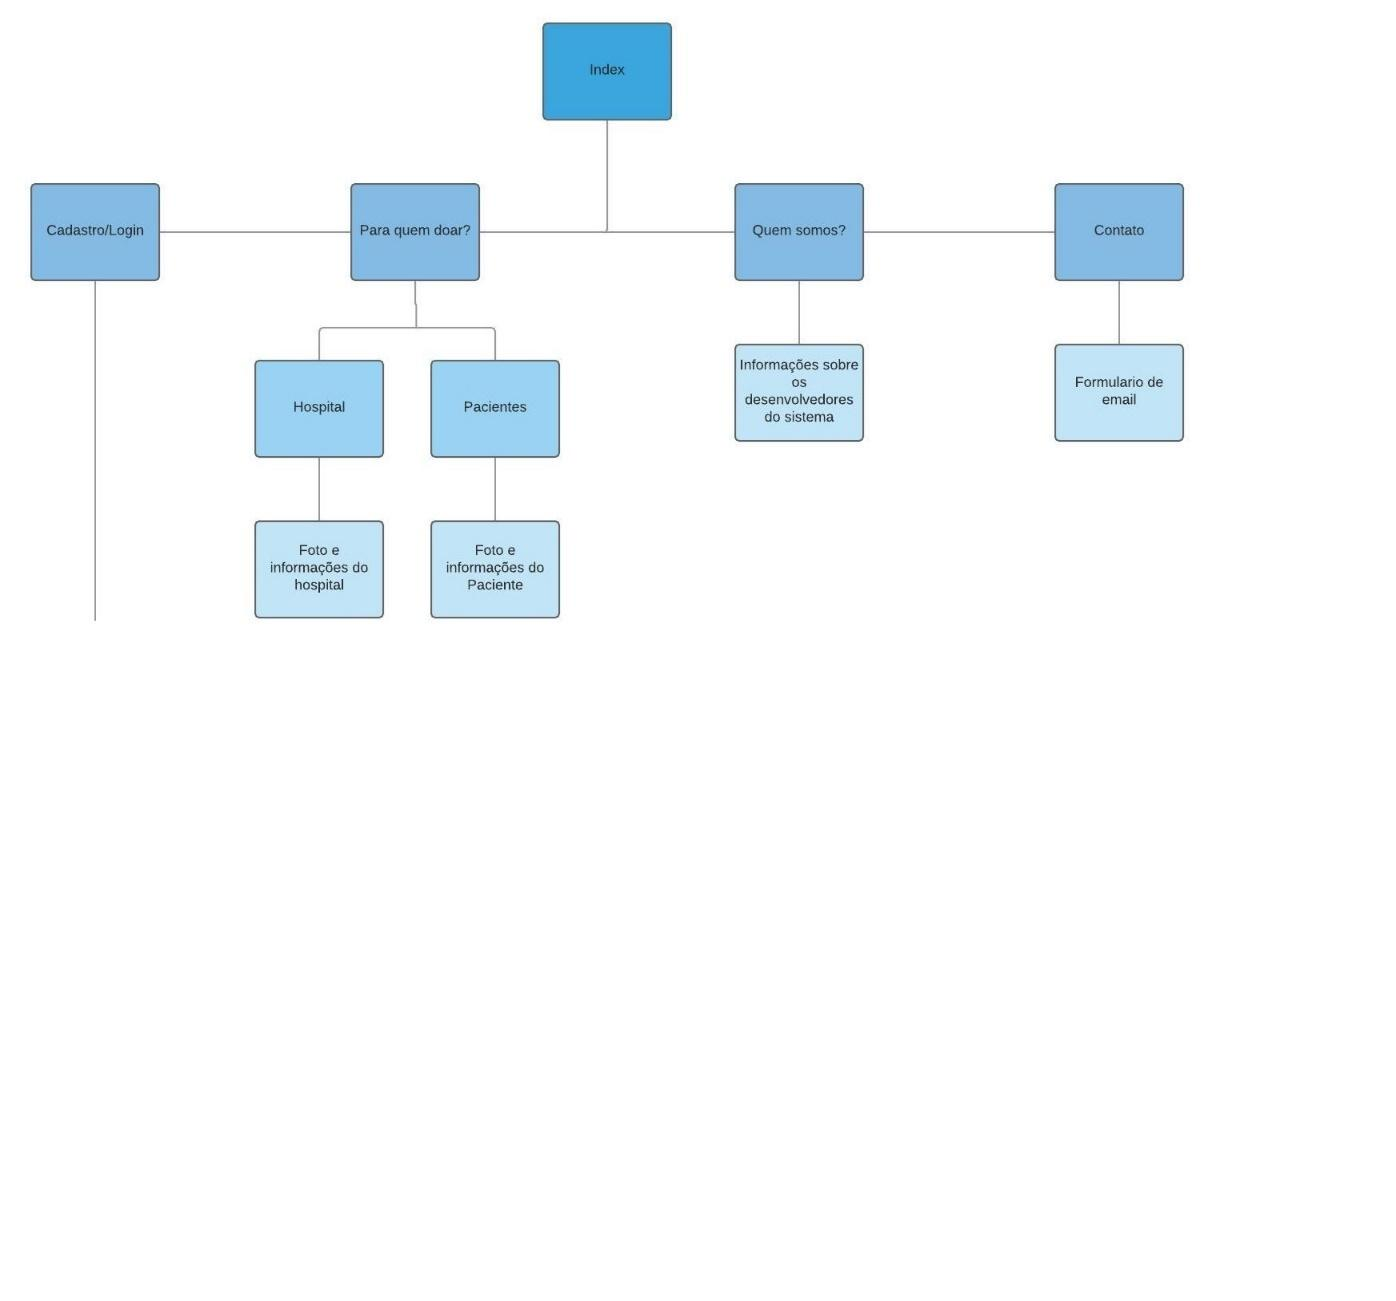 Index
Cadastro/Login
Para quem doar?
Quem somos?
Contato
Informações sobre
os
desenvolvedores
do sistema
Formulario de
email
Hospital
Pacientes
Foto e
informações do
hospital
Foto e
informações do
Paciente